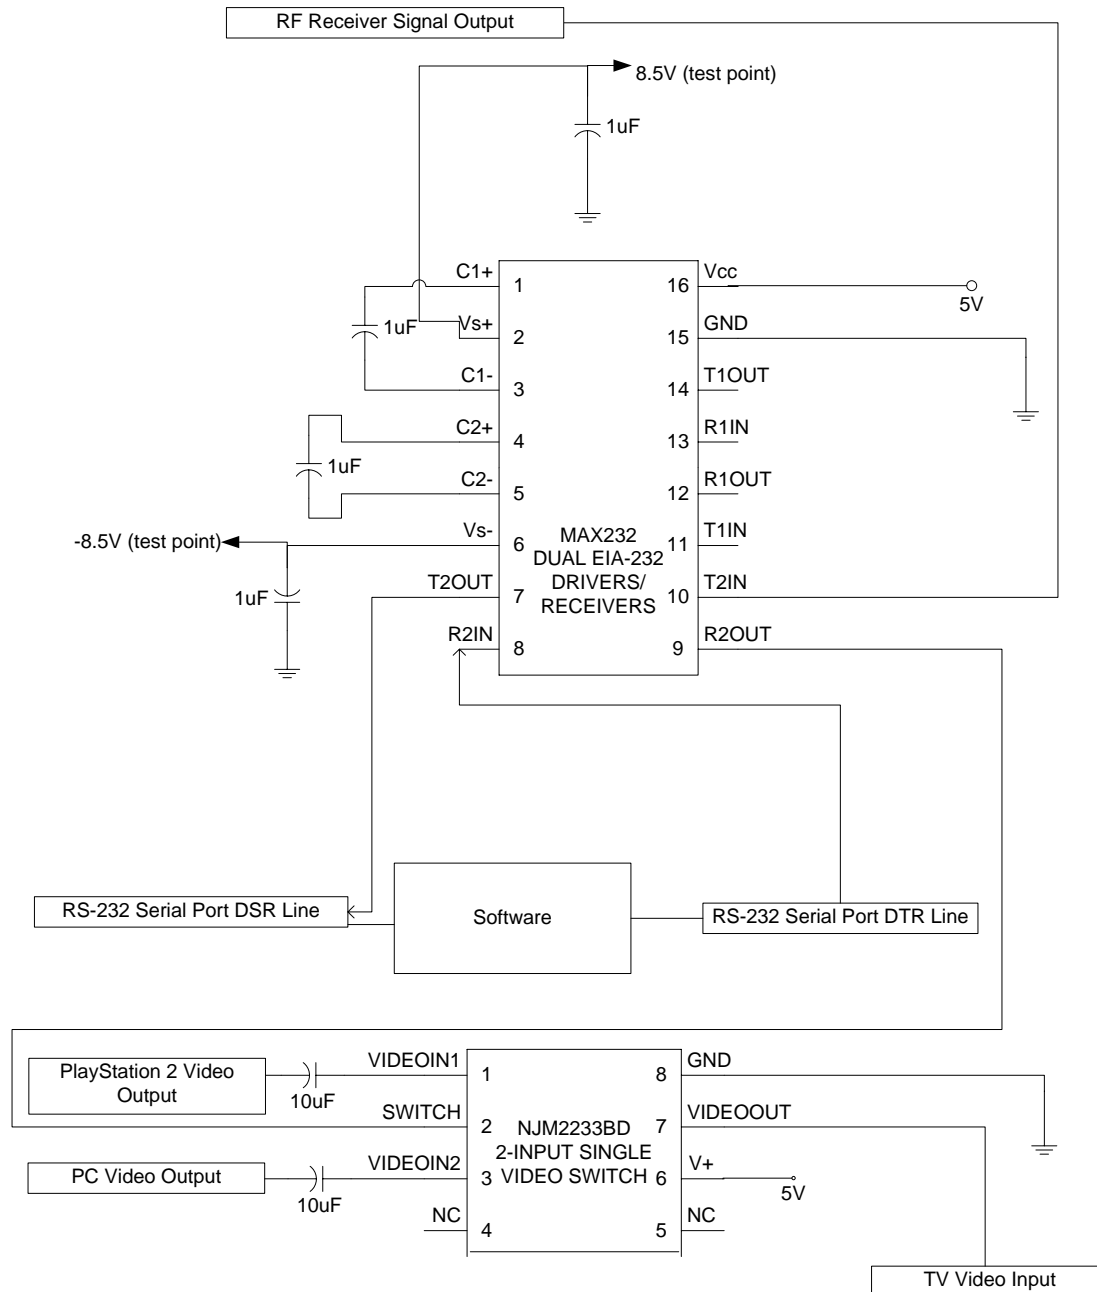 RF Receiver Signal Output
8.5V (test point)
1uF
C1+
1
16
Vcc
5V
1uF
Vs+
2
15
GND
C1-
3
14
T1OUT
C2+
4
13
R1IN
1uF
C2-
5
12
R1OUT
-8.5V (test point)
Vs-
6
11
T1IN
MAX232
DUAL EIA-232
DRIVERS/
RECEIVERS
1uF
T2OUT
7
10
T2IN
R2IN
8
9
R2OUT
RS-232 Serial Port DSR Line
Software
RS-232 Serial Port DTR Line
PlayStation 2 Video
Output
10uF
VIDEOIN1
1
8
GND
SWITCH
2
7
VIDEOOUT
NJM2233BD
2-INPUT SINGLE
VIDEO SWITCH
PC Video Output
10uF
VIDEOIN2
3
6
V+
5V
NC
4
5
NC
TV Video Input